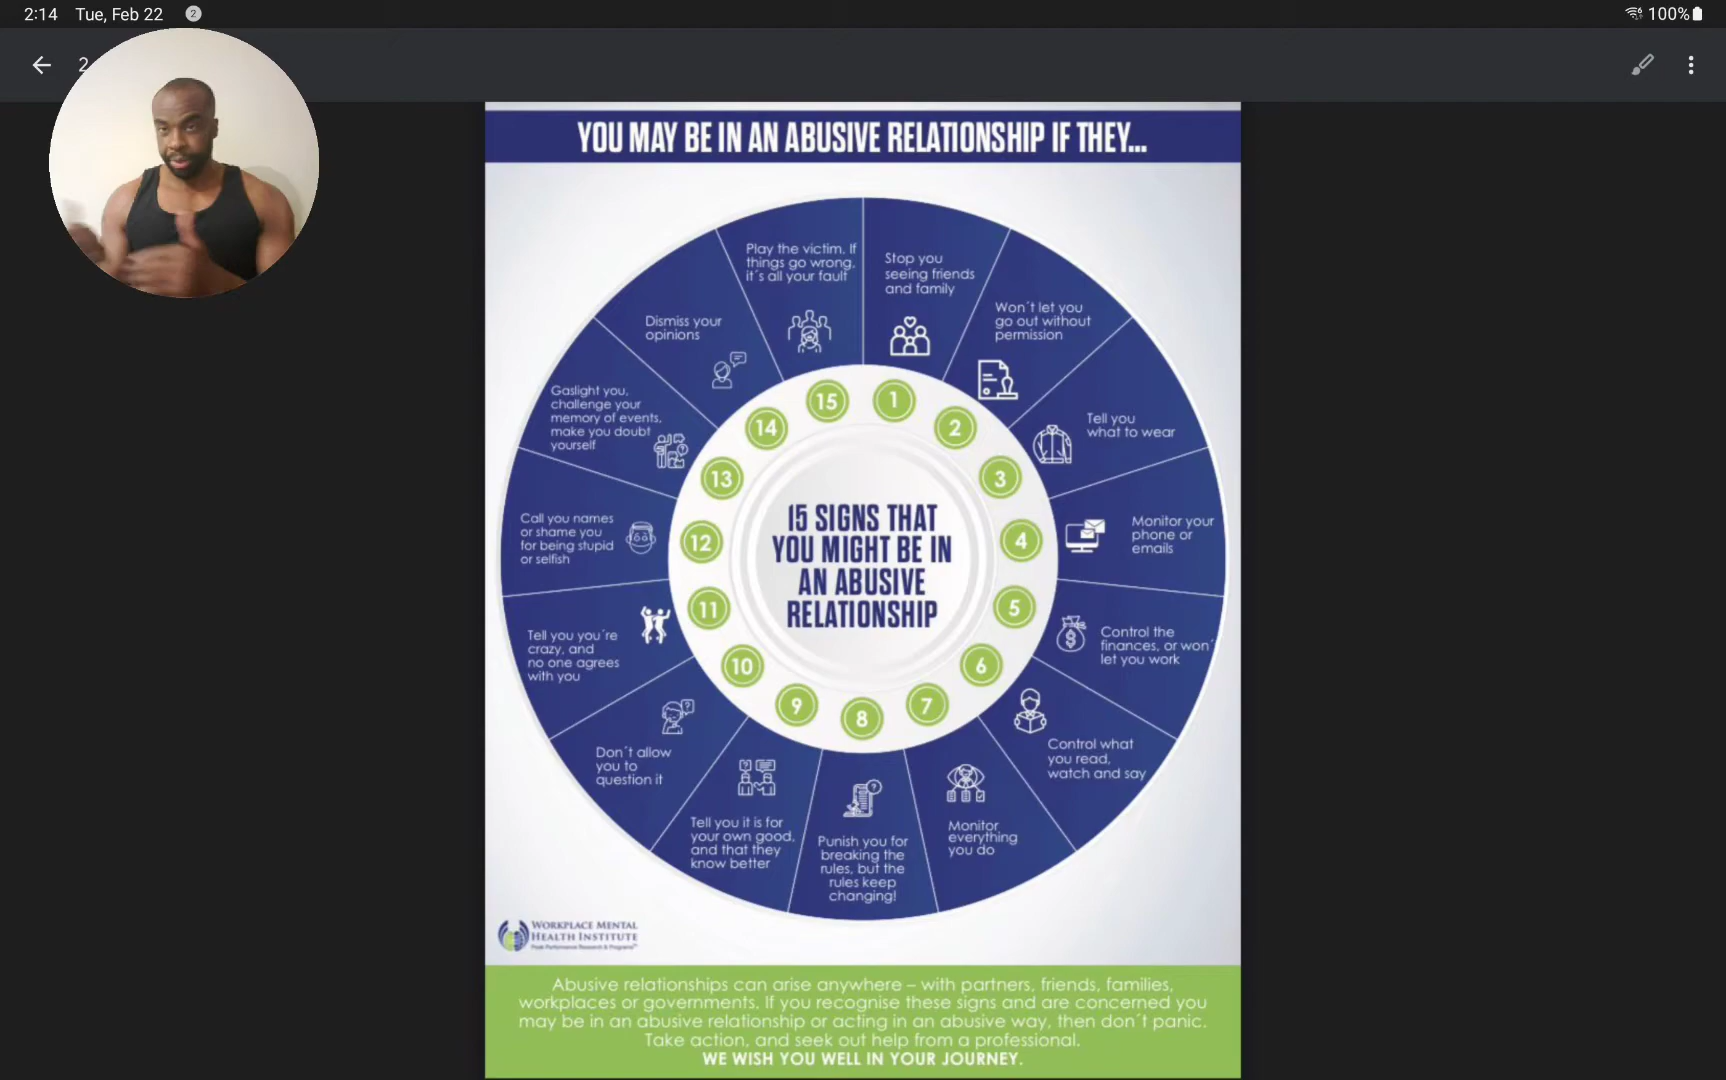 2:14 Tue, Feb 22 2
100%
2
YOU MAY BE IN AN ABUSIVE RELATIONSHIP IF THEY...
Stop you
seeing friends
and family
Won´t let you
go out without
permission
Tell you
what to wear
Monitor your
phone or
emails
Control the
finances, or won´
let you work
Control what
you read,
watch and say
Monitor
everything
you do
Punish you for
breaking the
rules, but the
rules keep
changing!
Tell you it is for
your own good,
and that they
know better
Don´t allow
you to
question it
Tell you you´re
crazy, and
no one agrees
with you
Call you names
or shame you
for being stupid
or selfish
Gaslight you,
challenge your
memory of events,
make you doubt
yourself
Dismiss your
opinions
Play the victim. If
things go wrong,
it´s all your fault
1
2
3
4
5
6
7
8
9
10
11
12
13
14
15
15 SIGNS THAT
YOU MIGHT BE IN
AN ABUSIVE
RELATIONSHIP
WORKPLACE MENTAL
HEALTH INSTITUTE
Peak Performance Research & Programs™
Abusive relationships can arise anywhere – with partners, friends, families,
workplaces or governments. If you recognise these signs and are concerned you
may be in an abusive relationship or acting in an abusive way, then don´t panic.
Take action, and seek out help from a professional.
WE WISH YOU WELL IN YOUR JOURNEY.